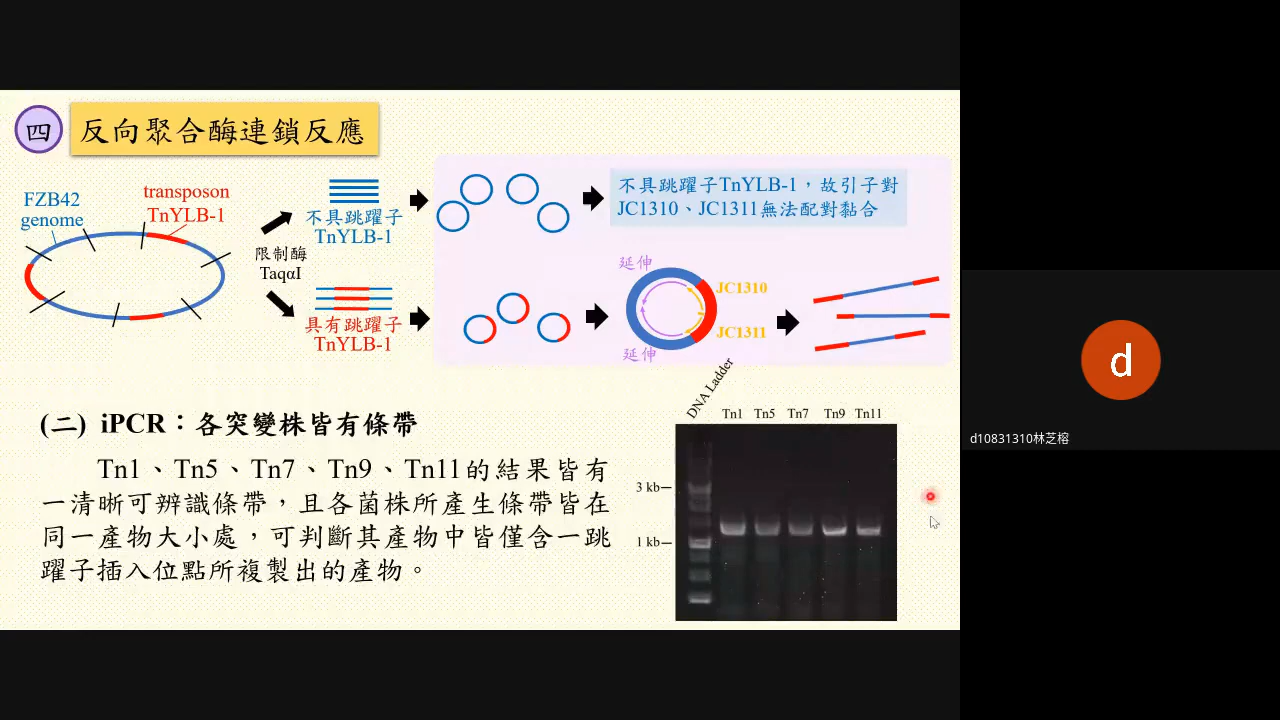 四
反向聚合酶連鎖反應
FZB42
genome
transposon
TnYLB-1
限制酶
TaqαI
不具跳躍子
TnYLB-1
具有跳躍子
TnYLB-1
不具跳躍子TnYLB-1，故引子對
JC1310、JC1311無法配對黏合
延伸
JC1310
JC1311
延伸
(二) iPCR：各突變株皆有條帶
Tn1、Tn5、Tn7、Tn9、Tn11的結果皆有
一清晰可辨識條帶，且各菌株所產生條帶皆在
同一產物大小處，可判斷其產物中皆僅含一跳
躍子插入位點所複製出的產物。
DNA Ladder
Tn1 Tn5 Tn7 Tn9 Tn11
3 kb
1 kb
d
d10831310林芝榕